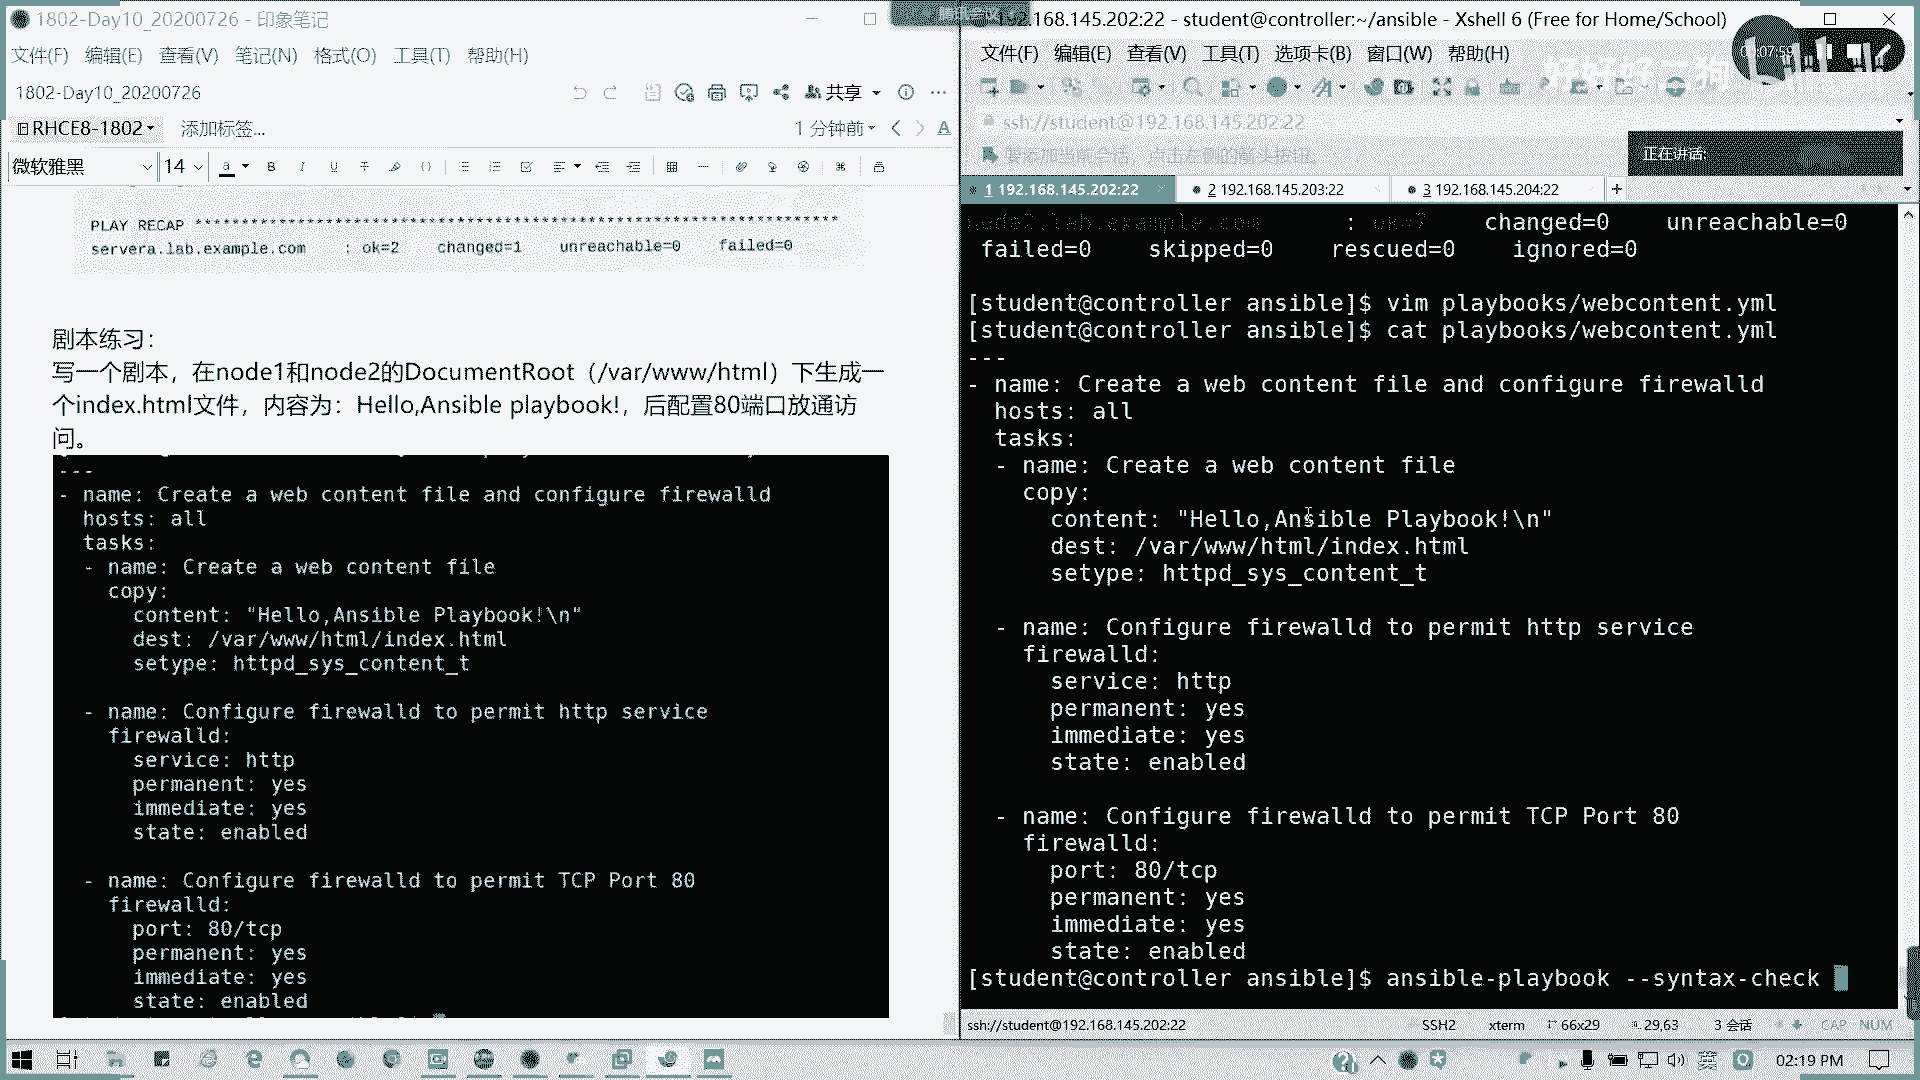 1802-Day10_20200726 - 印象笔记
文件(F) 编辑(E) 查看(V) 笔记(N) 格式(O) 工具(T) 帮助(H)
1802-Day10_20200726
共享
RHCE8-1802 添加标签...
1 分钟前
微软雅黑 14
PLAY RECAP *********************************************************************
servera.lab.example.com : ok=2 changed=1 unreachable=0 failed=0
剧本练习：
写一个剧本，在node1和node2的DocumentRoot（/var/www/html）下生成一
个index.html文件，内容为：Hello,Ansible playbook!，后配置80端口放通访
问。
---
- name: Create a web content file and configure firewalld
  hosts: all
  tasks:
  - name: Create a web content file
    copy:
      content: "Hello,Ansible Playbook!\n"
      dest: /var/www/html/index.html
      setype: httpd_sys_content_t
  - name: Configure firewalld to permit http service
    firewalld:
      service: http
      permanent: yes
      immediate: yes
      state: enabled
  - name: Configure firewalld to permit TCP Port 80
    firewalld:
      port: 80/tcp
      permanent: yes
      immediate: yes
      state: enabled
腾讯会议
192.168.145.202:22 - student@controller:~/ansible - Xshell 6 (Free for Home/School)
文件(F) 编辑(E) 查看(V) 工具(T) 选项卡(B) 窗口(W) 帮助(H)
07:59
ssh://student@192.168.145.202:22
要添加当前会话，点击左侧的箭头按钮。
正在讲话:
1 192.168.145.202:22 2 192.168.145.203:22 3 192.168.145.204:22
node2.lab.example.com : ok=7 changed=0 unreachable=0
failed=0 skipped=0 rescued=0 ignored=0
[student@controller ansible]$ vim playbooks/webcontent.yml
[student@controller ansible]$ cat playbooks/webcontent.yml
---
- name: Create a web content file and configure firewalld
  hosts: all
  tasks:
  - name: Create a web content file
    copy:
      content: "Hello,Ansible Playbook!\n"
      dest: /var/www/html/index.html
      setype: httpd_sys_content_t
  - name: Configure firewalld to permit http service
    firewalld:
      service: http
      permanent: yes
      immediate: yes
      state: enabled
  - name: Configure firewalld to permit TCP Port 80
    firewalld:
      port: 80/tcp
      permanent: yes
      immediate: yes
      state: enabled
[student@controller ansible]$ ansible-playbook --syntax-check
ssh://student@192.168.145.202:22 SSH2 xterm 66x29 29,63 3 会话 CAP NUM
英 02:19 PM